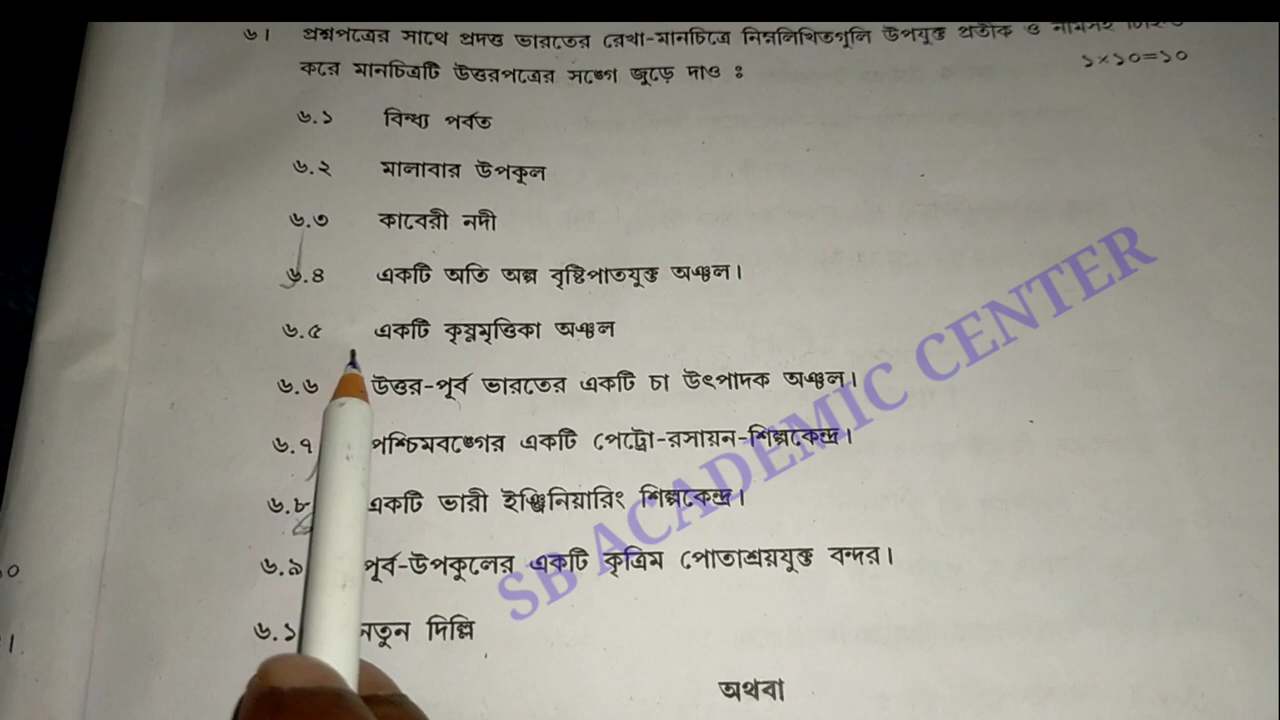 ৬। প্রশ্নপত্রের সাথে প্রদত্ত ভারতের রেখা-মানচিত্রে নিম্নলিখিতগুলি উপযুক্ত প্রতীক ও নামসহ
করে মানচিত্রটি উত্তরপত্রের সঙ্গে জুড়ে দাও ঃ ১×১০=১০
৬.১ বিন্ধ্য পর্বত
৬.২ মালাবার উপকূল
৬.৩ কাবেরী নদী
৬.৪ একটি অতি অল্প বৃষ্টিপাতযুক্ত অঞ্চল।
৬.৫ একটি কৃষ্ণমৃত্তিকা অঞ্চল
৬.৬ উত্তর-পূর্ব ভারতের একটি চা উৎপাদক অঞ্চল।
৬.৭ পশ্চিমবঙ্গের একটি পেট্রো-রসায়ন-শিল্পকেন্দ্র।
৬.৮ একটি ভারী ইঞ্জিনিয়ারিং শিল্পকেন্দ্র।
৬.৯ পূর্ব-উপকূলের একটি কৃত্রিম পোতাশ্রয়যুক্ত বন্দর।
৬.১ নতুন দিল্লি
অথবা
SB ACADEMIC CENTER